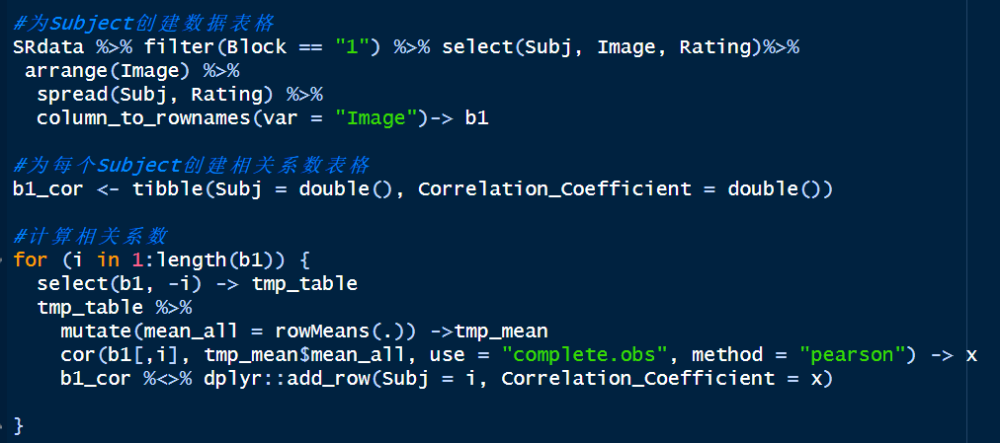 #为Subject创建数据表格
SRdata %>% filter(Block == "1") %>% select(Subj, Image, Rating)%>%
arrange(Image) %>%
spread(Subj, Rating) %>%
column_to_rownames(var = "Image")-> b1
#为每个Subject创建相关系数表格
b1_cor <- tibble(Subj = double(), Correlation_Coefficient = double())
#计算相关系数
for (i in 1:length(b1)) {
select(b1, -i) -> tmp_table
tmp_table %>%
mutate(mean_all = rowMeans(.)) ->tmp_mean
cor(b1[,i], tmp_mean$mean_all, use = "complete.obs", method = "pearson") -> x
b1_cor %<>% dplyr::add_row(Subj = i, Correlation_Coefficient = x)
}